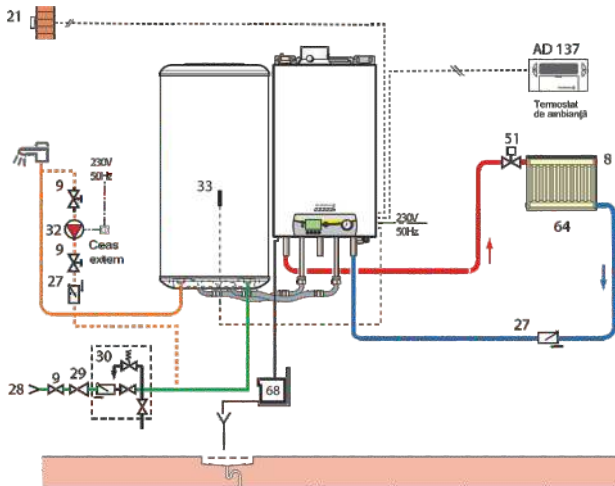 21
AD 137
Termostat
de ambianță
51
8
9
230V
50Hz
33
32
Ceas
extern
9
230V
50Hz
64
27
27
30
28
9
29
68